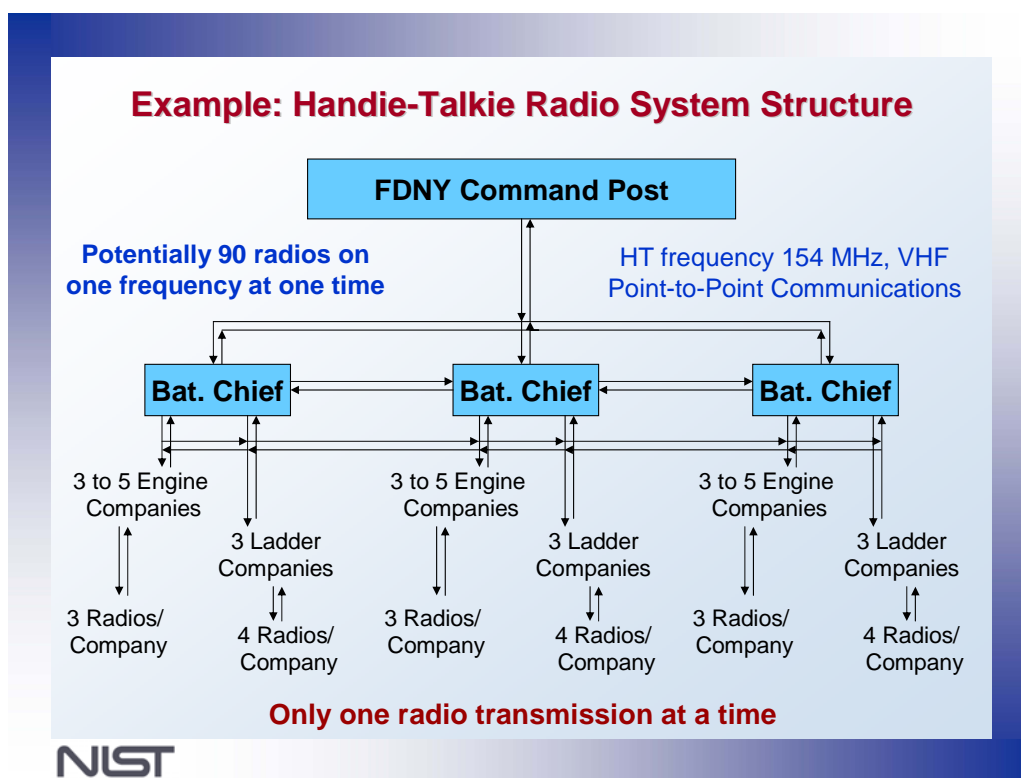 Example: Handie-Talkie Radio System Structure
FDNY Command Post
Potentially 90 radios on
one frequency at one time
HT frequency 154 MHz, VHF
Point-to-Point Communications
Bat. Chief
Bat. Chief
Bat. Chief
3 to 5 Engine
Companies
3 to 5 Engine
Companies
3 to 5 Engine
Companies
3 Ladder
Companies
3 Ladder
Companies
3 Ladder
Companies
3 Radios/
Company
4 Radios/
Company
3 Radios/
Company
4 Radios/
Company
3 Radios/
Company
4 Radios/
Company
Only one radio transmission at a time
NIST